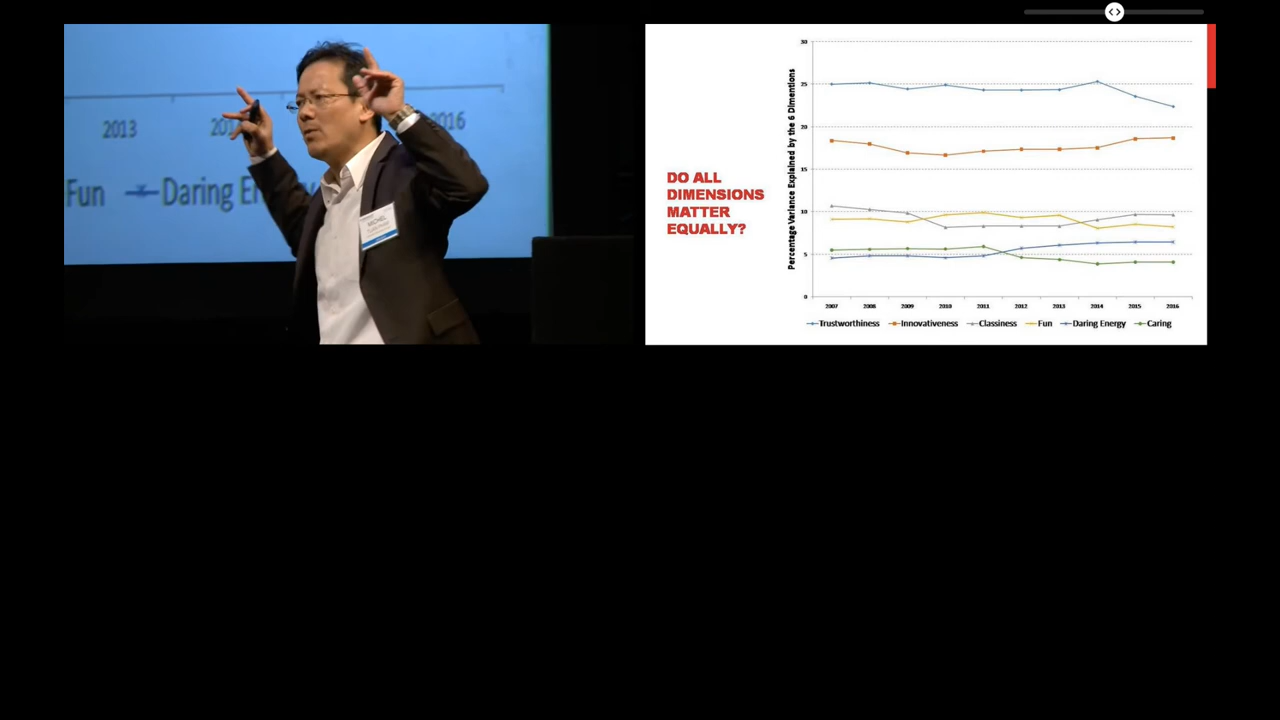 2013
2016
Fun
Daring En
MICHEL
DO ALL
DIMENSIONS
MATTER
EQUALLY?
Percentage Variance Explained by the 6 Dimentions
30
25
20
15
10
5
0
2007 2008 2009 2010 2011 2012 2013 2014 2015 2016
Trustworthiness Innovativeness Classiness Fun Daring Energy Caring